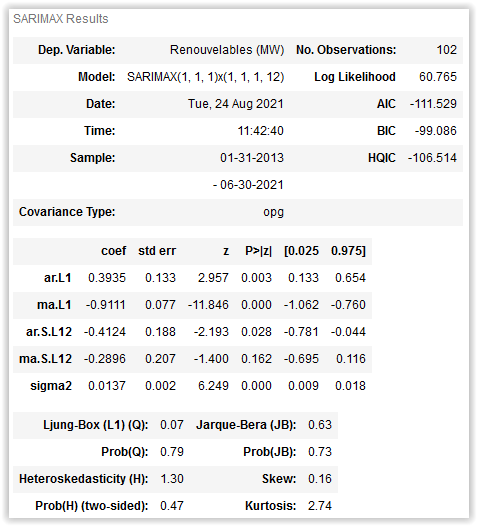 SARIMAX Results
Dep. Variable: Renouvelables (MW) No. Observations: 102
Model: SARIMAX(1, 1, 1)x(1, 1, 1, 12) Log Likelihood 60.765
Date: Tue, 24 Aug 2021 AIC -111.529
Time: 11:42:40 BIC -99.086
Sample: 01-31-2013 HQIC -106.514
- 06-30-2021
Covariance Type: opg
coef std err z P>|z| [0.025 0.975]
ar.L1 0.3935 0.133 2.957 0.003 0.133 0.654
ma.L1 -0.9111 0.077 -11.846 0.000 -1.062 -0.760
ar.S.L12 -0.4124 0.188 -2.193 0.028 -0.781 -0.044
ma.S.L12 -0.2896 0.207 -1.400 0.162 -0.695 0.116
sigma2 0.0137 0.002 6.249 0.000 0.009 0.018
Ljung-Box (L1) (Q): 0.07 Jarque-Bera (JB): 0.63
Prob(Q): 0.79 Prob(JB): 0.73
Heteroskedasticity (H): 1.30 Skew: 0.16
Prob(H) (two-sided): 0.47 Kurtosis: 2.74